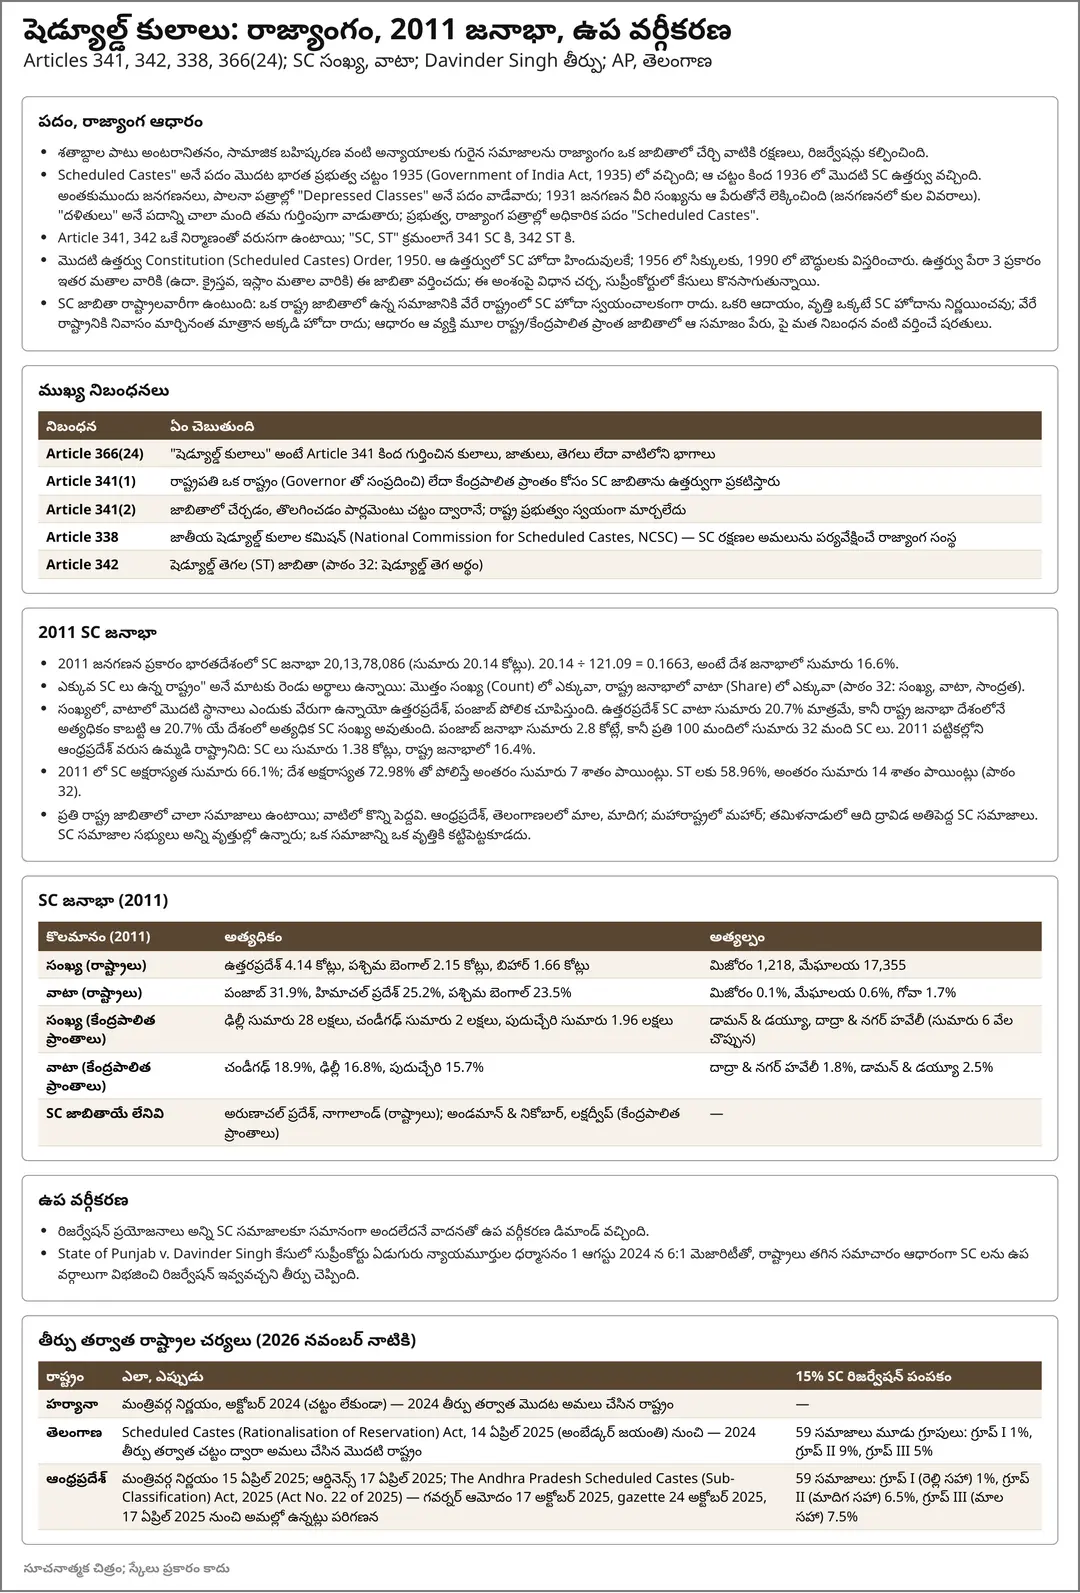 షెడ్యూల్డ్ కులాలు: రాజ్యాంగం, 2011 జనాభా, ఉప వర్గీకరణ
Articles 341, 342, 338, 366(24); SC సంఖ్య, వాటా; Davinder Singh తీర్పు; AP, తెలంగాణ
పదం, రాజ్యాంగ ఆధారం
• శతాబ్దాల పాటు అంటరానితనం, సామాజిక బహిష్కరణ వంటి అన్యాయాలకు గురైన సమాజాలను రాజ్యాంగం ఒక జాబితాలో చేర్చి వాటికి రక్షణలు, రిజర్వేషన్లు కల్పించింది.
• Scheduled Castes" అనే పదం మొదట భారత ప్రభుత్వ చట్టం 1935 (Government of India Act, 1935) లో వచ్చింది; ఆ చట్టం కింద 1936 లో మొదటి SC ఉత్తర్వు వచ్చింది.
అంతకుముందు జనగణనలు, పాలనా పత్రాల్లో "Depressed Classes" అనే పదం వాడేవారు; 1931 జనగణన వీరి సంఖ్యను ఆ పేరుతోనే లెక్కించింది (జనగణనలో కుల వివరాలు).
"దళితులు" అనే పదాన్ని చాలా మంది తమ గుర్తింపుగా వాడుతారు; ప్రభుత్వ, రాజ్యాంగ పత్రాల్లో అధికారిక పదం "Scheduled Castes".
• Article 341, 342 ఒకే నిర్మాణంతో వరుసగా ఉంటాయి; "SC, ST" క్రమంలాగే 341 SC కి, 342 ST కి.
• మొదటి ఉత్తర్వు Constitution (Scheduled Castes) Order, 1950. ఆ ఉత్తర్వులో SC హోదా హిందువులకే; 1956 లో సిక్కులకు, 1990 లో బౌద్ధులకు విస్తరించారు. ఉత్తర్వు పేరా 3 ప్రకారం
ఇతర మతాల వారికి (ఉదా. క్రైస్తవ, ఇస్లాం మతాల వారికి) ఈ జాబితా వర్తించదు; ఈ అంశంపై విధాన చర్చ, సుప్రీంకోర్టులో కేసులు కొనసాగుతున్నాయి.
• SC జాబితా రాష్ట్రాలవారీగా ఉంటుంది: ఒక రాష్ట్ర జాబితాలో ఉన్న సమాజానికి వేరే రాష్ట్రంలో SC హోదా స్వయంచాలకంగా రాదు. ఒకరి ఆదాయం, వృత్తి ఒక్కటే SC హోదాను నిర్ణయించవు; వేరే
రాష్ట్రానికి నివాసం మార్చినంత మాత్రాన అక్కడి హోదా రాదు; ఆధారం ఆ వ్యక్తి మూల రాష్ట్ర/కేంద్రపాలిత ప్రాంత జాబితాలో ఆ సమాజం పేరు, పై మత నిబంధన వంటి వర్తించే షరతులు.
ముఖ్య నిబంధనలు
నిబంధన ఏం చెబుతుంది
Article 366(24) "షెడ్యూల్డ్ కులాలు" అంటే Article 341 కింద గుర్తించిన కులాలు, జాతులు, తెగలు లేదా వాటిలోని భాగాలు
Article 341(1) రాష్ట్రపతి ఒక రాష్ట్రం (Governor తో సంప్రదించి) లేదా కేంద్రపాలిత ప్రాంతం కోసం SC జాబితాను ఉత్తర్వుగా ప్రకటిస్తారు
Article 341(2) జాబితాలో చేర్చడం, తొలగించడం పార్లమెంటు చట్టం ద్వారానే; రాష్ట్ర ప్రభుత్వం స్వయంగా మార్చలేదు
Article 338 జాతీయ షెడ్యూల్డ్ కులాల కమిషన్ (National Commission for Scheduled Castes, NCSC) — SC రక్షణల అమలును పర్యవేక్షించే రాజ్యాంగ సంస్థ
Article 342 షెడ్యూల్డ్ తెగల (ST) జాబితా (పాఠం 32: షెడ్యూల్డ్ తెగ అర్థం)
2011 SC జనాభా
• 2011 జనగణన ప్రకారం భారతదేశంలో SC జనాభా 20,13,78,086 (సుమారు 20.14 కోట్లు). 20.14 ÷ 121.09 = 0.1663, అంటే దేశ జనాభాలో సుమారు 16.6%.
• ఎక్కువ SC లు ఉన్న రాష్ట్రం" అనే మాటకు రెండు అర్థాలు ఉన్నాయి: మొత్తం సంఖ్య (Count) లో ఎక్కువా, రాష్ట్ర జనాభాలో వాటా (Share) లో ఎక్కువా (పాఠం 32: సంఖ్య, వాటా, సాంద్రత).
• సంఖ్యలో, వాటాలో మొదటి స్థానాలు ఎందుకు వేరుగా ఉన్నాయో ఉత్తరప్రదేశ్, పంజాబ్ పోలిక చూపిస్తుంది. ఉత్తరప్రదేశ్ SC వాటా సుమారు 20.7% మాత్రమే, కానీ రాష్ట్ర జనాభా దేశంలోనే
అత్యధికం కాబట్టి ఆ 20.7% యే దేశంలో అత్యధిక SC సంఖ్య అవుతుంది. పంజాబ్ జనాభా సుమారు 2.8 కోట్లే, కానీ ప్రతి 100 మందిలో సుమారు 32 మంది SC లు. 2011 పట్టికల్లోని
ఆంధ్రప్రదేశ్ వరుస ఉమ్మడి రాష్ట్రానిది: SC లు సుమారు 1.38 కోట్లు, రాష్ట్ర జనాభాలో 16.4%.
• 2011 లో SC అక్షరాస్యత సుమారు 66.1%; దేశ అక్షరాస్యత 72.98% తో పోలిస్తే అంతరం సుమారు 7 శాతం పాయింట్లు. ST లకు 58.96%, అంతరం సుమారు 14 శాతం పాయింట్లు (పాఠం
32).
• ప్రతి రాష్ట్ర జాబితాలో చాలా సమాజాలు ఉంటాయి; వాటిలో కొన్ని పెద్దవి. ఆంధ్రప్రదేశ్, తెలంగాణలలో మాల, మాదిగ; మహారాష్ట్రలో మహార్; తమిళనాడులో ఆది ద్రావిడ అతిపెద్ద SC సమాజాలు.
SC సమాజాల సభ్యులు అన్ని వృత్తుల్లో ఉన్నారు; ఒక సమాజాన్ని ఒక వృత్తికి కట్టిపెట్టకూడదు.
SC జనాభా (2011)
కొలమానం (2011) అత్యధికం అత్యల్పం
సంఖ్య (రాష్ట్రాలు) ఉత్తరప్రదేశ్ 4.14 కోట్లు, పశ్చిమ బెంగాల్ 2.15 కోట్లు, బిహార్ 1.66 కోట్లు మిజోరం 1,218, మేఘాలయ 17,355
వాటా (రాష్ట్రాలు) పంజాబ్ 31.9%, హిమాచల్ ప్రదేశ్ 25.2%, పశ్చిమ బెంగాల్ 23.5% మిజోరం 0.1%, మేఘాలయ 0.6%, గోవా 1.7%
సంఖ్య (కేంద్రపాలిత ఢిల్లీ సుమారు 28 లక్షలు, చండీగఢ్ సుమారు 2 లక్షలు, పుదుచ్చేరి సుమారు 1.96 లక్షలు డామన్ & డయ్యూ, దాద్రా & నగర్ హవేలీ (సుమారు 6 వేల
ప్రాంతాలు) చొప్పున)
వాటా (కేంద్రపాలిత చండీగఢ్ 18.9%, ఢిల్లీ 16.8%, పుదుచ్చేరి 15.7% దాద్రా & నగర్ హవేలీ 1.8%, డామన్ & డయ్యూ 2.5%
ప్రాంతాలు)
SC జాబితాయే లేనివి అరుణాచల్ ప్రదేశ్, నాగాలాండ్ (రాష్ట్రాలు); అండమాన్ & నికోబార్, లక్షద్వీప్ (కేంద్రపాలిత —
ప్రాంతాలు)
ఉప వర్గీకరణ
• రిజర్వేషన్ ప్రయోజనాలు అన్ని SC సమాజాలకూ సమానంగా అందలేదనే వాదనతో ఉప వర్గీకరణ డిమాండ్ వచ్చింది.
• State of Punjab v. Davinder Singh కేసులో సుప్రీంకోర్టు ఏడుగురు న్యాయమూర్తుల ధర్మాసనం 1 ఆగస్టు 2024 న 6:1 మెజారిటీతో, రాష్ట్రాలు తగిన సమాచారం ఆధారంగా SC లను ఉప
వర్గాలుగా విభజించి రిజర్వేషన్ ఇవ్వవచ్చని తీర్పు చెప్పింది.
తీర్పు తర్వాత రాష్ట్రాల చర్యలు (2026 నవంబర్ నాటికి)
రాష్ట్రం ఎలా, ఎప్పుడు 15% SC రిజర్వేషన్ పంపకం
హర్యానా మంత్రివర్గ నిర్ణయం, అక్టోబర్ 2024 (చట్టం లేకుండా) — 2024 తీర్పు తర్వాత మొదట అమలు చేసిన రాష్ట్రం —
తెలంగాణ Scheduled Castes (Rationalisation of Reservation) Act, 14 ఏప్రిల్ 2025 (అంబేడ్కర్ జయంతి) నుంచి — 2024 59 సమాజాలు మూడు గ్రూపులు: గ్రూప్ I 1%,
తీర్పు తర్వాత చట్టం ద్వారా అమలు చేసిన మొదటి రాష్ట్రం గ్రూప్ II 9%, గ్రూప్ III 5%
ఆంధ్రప్రదేశ్ మంత్రివర్గ నిర్ణయం 15 ఏప్రిల్ 2025; ఆర్డినెన్స్ 17 ఏప్రిల్ 2025; The Andhra Pradesh Scheduled Castes (Sub- 59 సమాజాలు: గ్రూప్ I (రెల్లి సహా) 1%, గ్రూప్
Classification) Act, 2025 (Act No. 22 of 2025) — గవర్నర్ ఆమోదం 17 అక్టోబర్ 2025, gazette 24 అక్టోబర్ 2025, II (మాదిగ సహా) 6.5%, గ్రూప్ III (మాల
17 ఏప్రిల్ 2025 నుంచి అమల్లో ఉన్నట్లు పరిగణన సహా) 7.5%
సూచనాత్మక చిత్రం; స్కేలు ప్రకారం కాదు